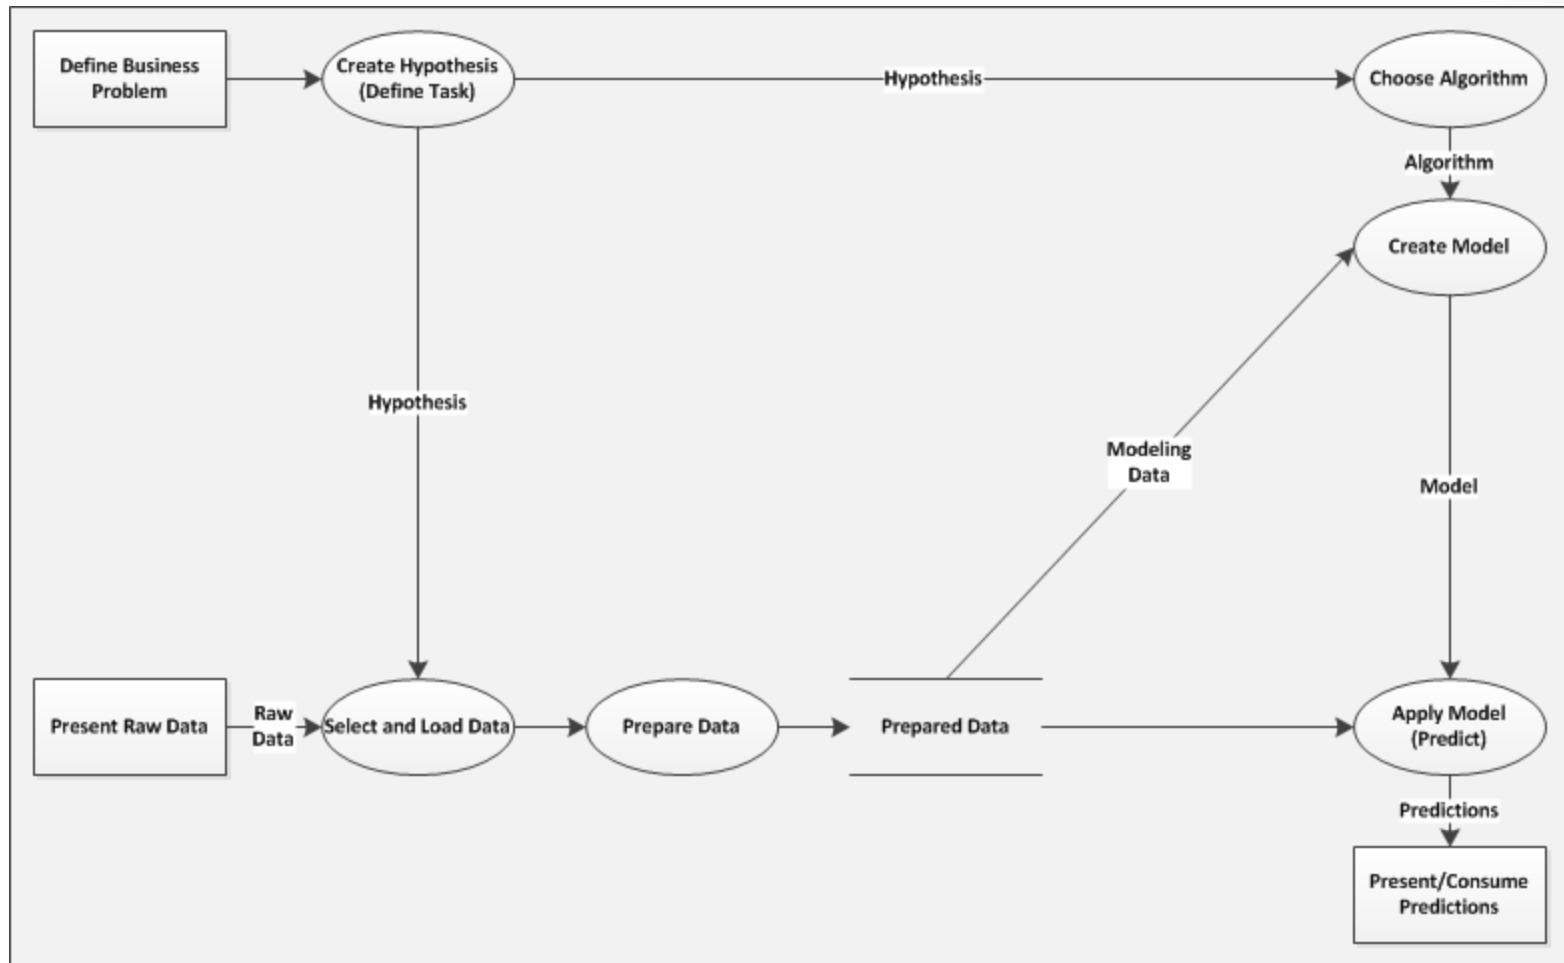 Define Business
Problem
Create Hypothesis
(Define Task)
Hypothesis
Choose Algorithm
Algorithm
Create Model
Hypothesis
Modeling
Data
Model
Present Raw Data
Raw
Data
Select and Load Data
Prepare Data
Prepared Data
Apply Model
(Predict)
Predictions
Present/Consume
Predictions